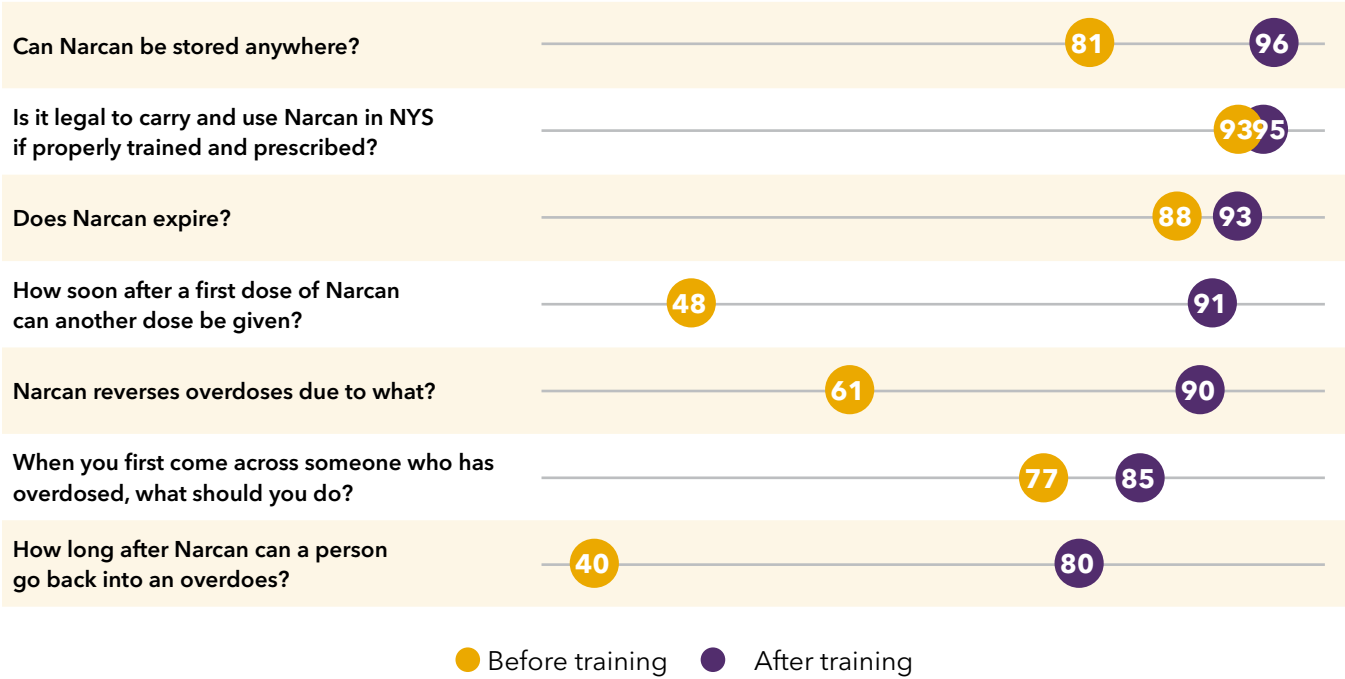 Can Narcan be stored anywhere?
81
96
Is it legal to carry and use Narcan in NYS
if properly trained and prescribed?
93
95
Does Narcan expire?
88
93
How soon after a first dose of Narcan
can another dose be given?
48
91
Narcan reverses overdoses due to what?
61
90
When you first come across someone who has
overdosed, what should you do?
77
85
How long after Narcan can a person
go back into an overdoes?
40
80
Before training
After training